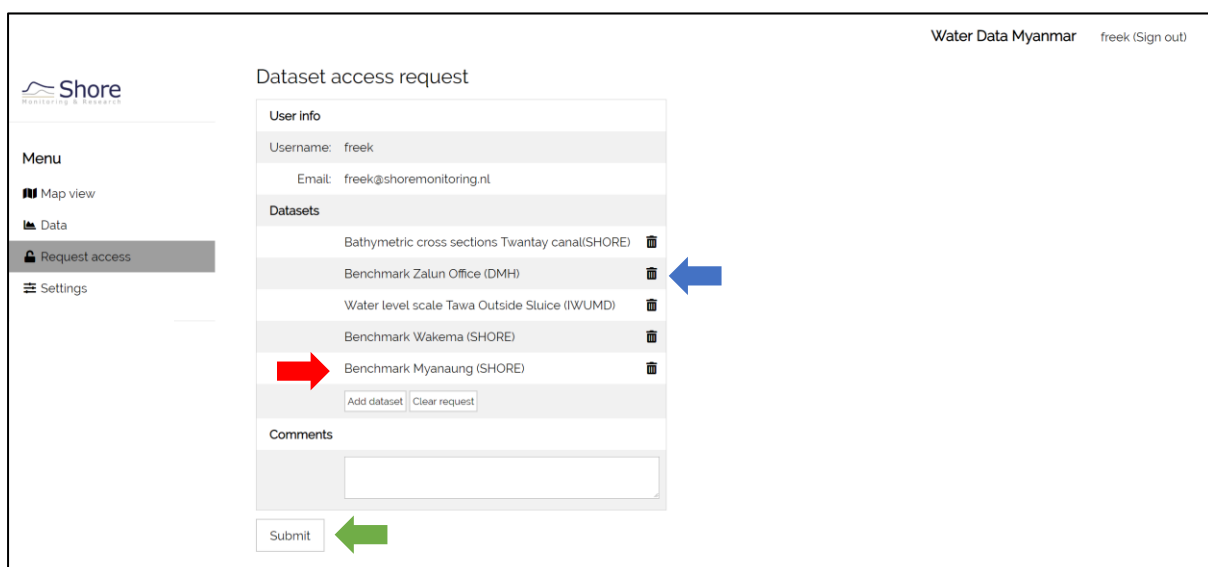 Water Data Myanmar freek (Sign out)
Shore
Monitoring & Research
Menu
Map view
Data
Request access
Settings
Dataset access request
User info
Username: freek
Email: freek@shoremonitoring.nl
Datasets
Bathymetric cross sections Twantay canal(SHORE)
Benchmark Zalun Office (DMH)
Water level scale Tawa Outside Sluice (IWUMD)
Benchmark Wakema (SHORE)
Benchmark Myanaung (SHORE)
Add dataset Clear request
Comments
Submit